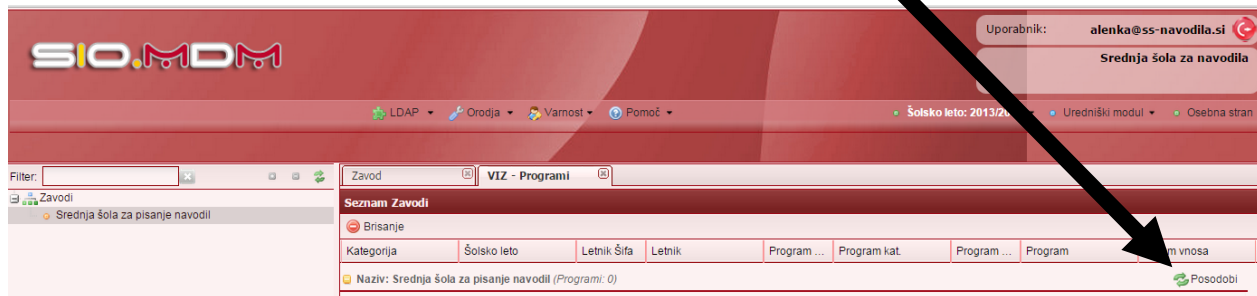 Uporabnik: alenka@ss-navodila.si
SIO.MDM
Srednja šola za navodila
LDAP Orodja Varnost Pomoč Šolsko leto: 2013/20 Uredniški modul Osebna stran
Filter:
Zavod VIZ - Programi
Zavodi
Srednja šola za pisanje navodil
Seznam Zavodi
Brisanje
Kategorija Šolsko leto Letnik Šifa Letnik Program ... Program kat. Program ... Program m vnosa
Naziv: Srednja šola za pisanje navodil (Programi: 0) Posodobi